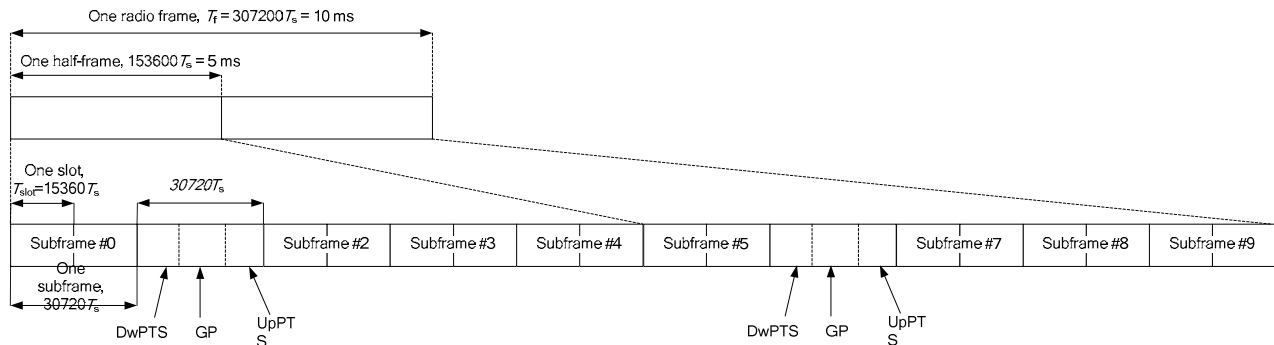 One radio frame, Tf = 307200Ts = 10 ms
One half-frame, 153600Ts = 5 ms
One slot,
Tslot=15360Ts
30720Ts
Subframe #0
Subframe #2
Subframe #3
Subframe #4
Subframe #5
Subframe #7
Subframe #8
Subframe #9
One
subframe,
30720Ts
DwPTS
GP
UpPT
S
DwPTS
GP
UpPT
S